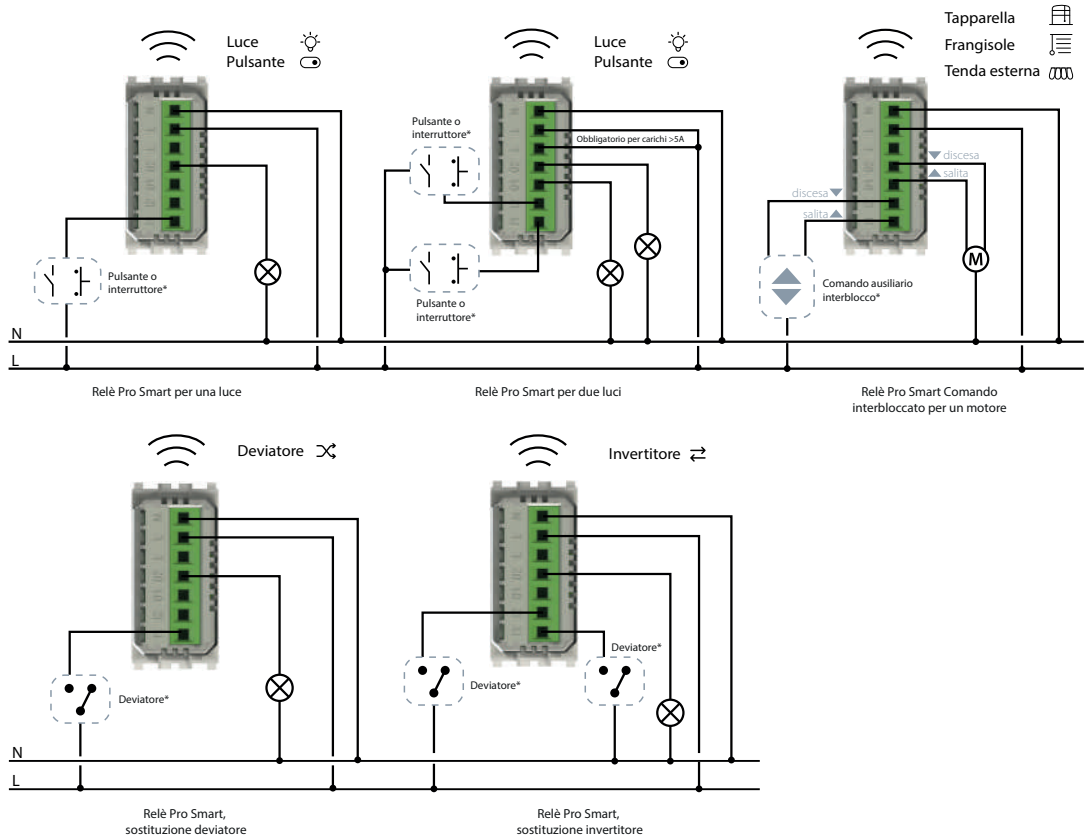 Luce
Pulsante
Pulsante o
interruttore*
Relè Pro Smart per una luce
Luce
Pulsante
Pulsante o
interruttore*
Obbligatorio per carichi >5A
Pulsante o
interruttore*
Relè Pro Smart per due luci
Tapparella
Frangisole
Tenda esterna
discesa
salita
discesa
salita
M
Comando ausiliario
interblocco*
Relè Pro Smart Comando
interbloccato per un motore
N
L
Deviatore
Deviatore*
Relè Pro Smart,
sostituzione deviatore
Invertitore
Deviatore*
Deviatore*
Relè Pro Smart,
sostituzione invertitore
N
L